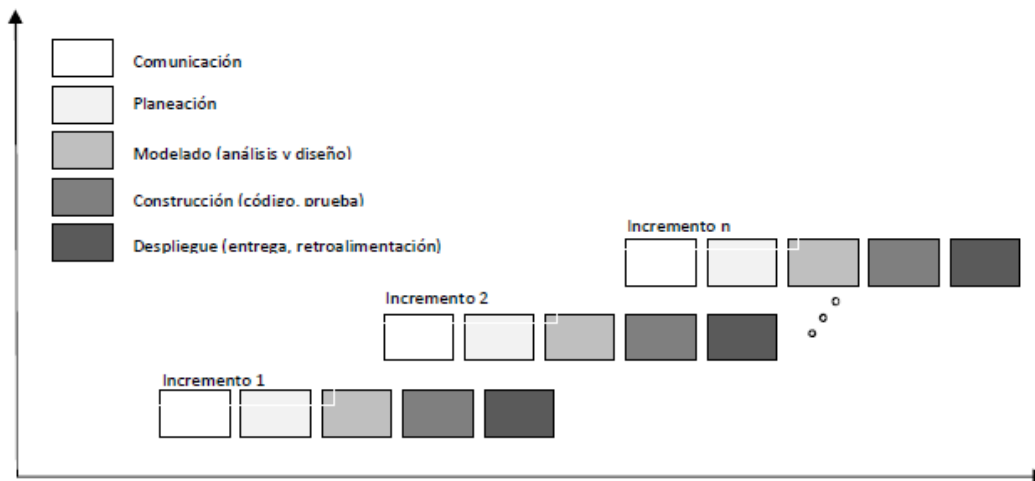 Comunicación
Planeación
Modelado (análisis y diseño)
Construcción (código, prueba)
Despliegue (entrega, retroalimentación)
Incremento n
Incremento 2
Incremento 1